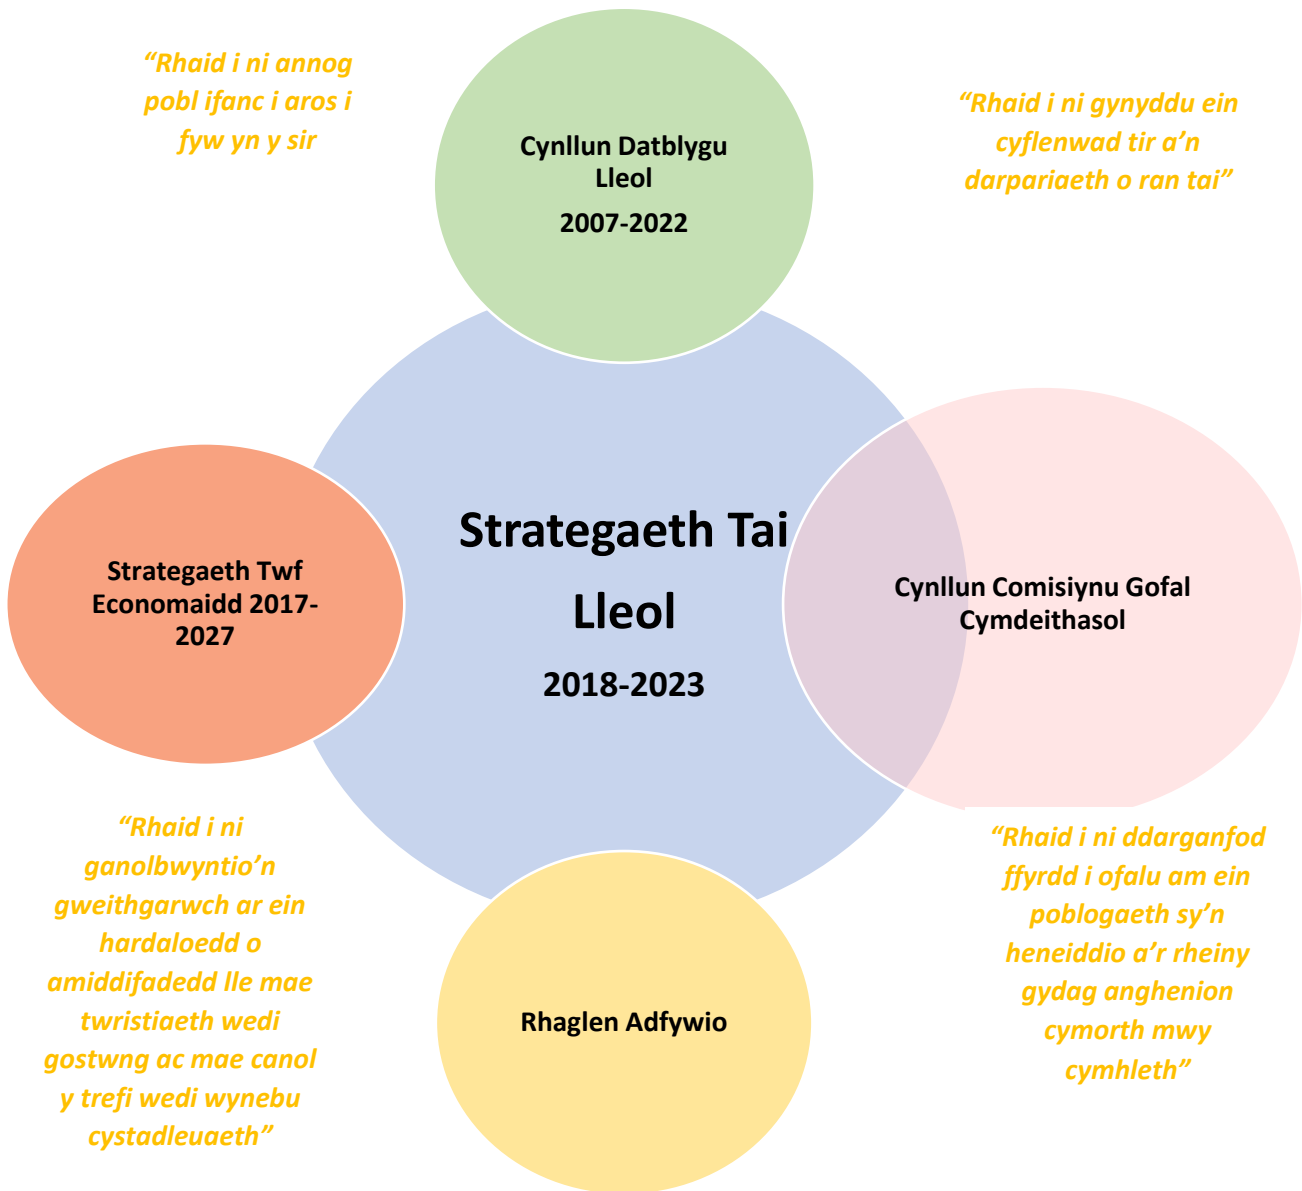 “Rhaid i ni annog
pobl ifanc i aros i
fyw yn y sir
“Rhaid i ni gynyddu ein
cyflenwad tir a’n
darpariaeth o ran tai”
Cynllun Datblygu
Lleol
2007-2022
Strategaeth Twf
Economaidd 2017-
2027
Strategaeth Tai
Lleol
2018-2023
Cynllun Comisiynu Gofal
Cymdeithasol
“Rhaid i ni
ganolbwyntio’n
gweithgarwch ar ein
hardaloedd o
amiddifadedd lle mae
twristiaeth wedi
gostwng ac mae canol
y trefi wedi wynebu
cystadleuaeth”
Rhaglen Adfywio
“Rhaid i ni ddarganfod
ffyrdd i ofalu am ein
poblogaeth sy’n
heneiddio a’r rheiny
gydag anghenion
cymorth mwy
cymhleth”